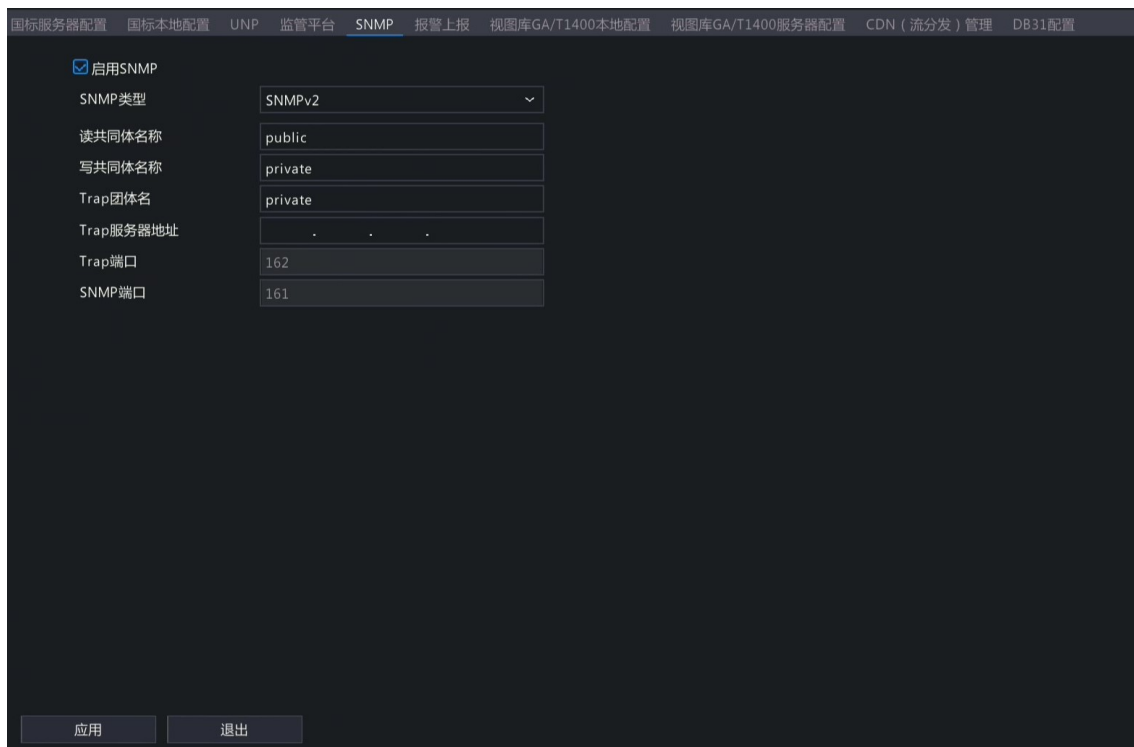 国标服务器配置 国标本地配置 UNP 监管平台 SNMP 报警上报 视图库GA/T1400本地配置 视图库GA/T1400服务器配置 CDN（流分发）管理 DB31配置
启用SNMP
SNMP类型 SNMPv2
读共同体名称 public
写共同体名称 private
Trap团体名 private
Trap服务器地址 . . .
Trap端口 162
SNMP端口 161
应用 退出